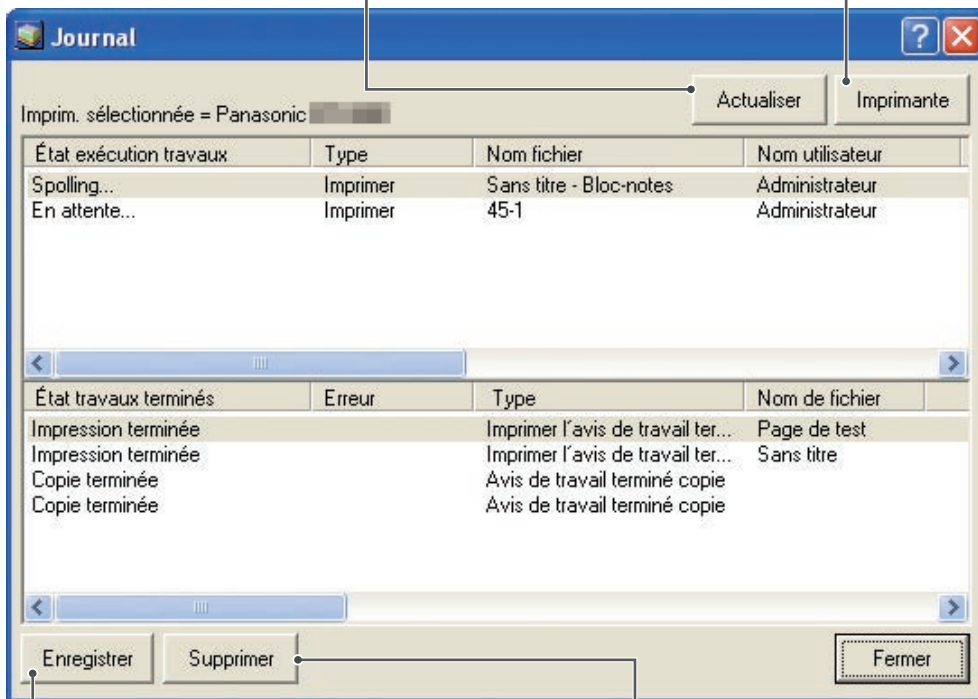 Journal
Actualiser Imprimante
Imprim. sélectionnée = Panasonic
État exécution travaux Type Nom fichier Nom utilisateur
Spolling... Imprimer Sans titre - Bloc-notes Administrateur
En attente... Imprimer 45-1 Administrateur
État travaux terminés Erreur Type Nom de fichier
Impression terminée Imprimer l´avis de travail ter... Page de test
Impression terminée Imprimer l´avis de travail ter... Sans titre
Copie terminée Avis de travail terminé copie
Copie terminée Avis de travail terminé copie
Enregistrer Supprimer Fermer